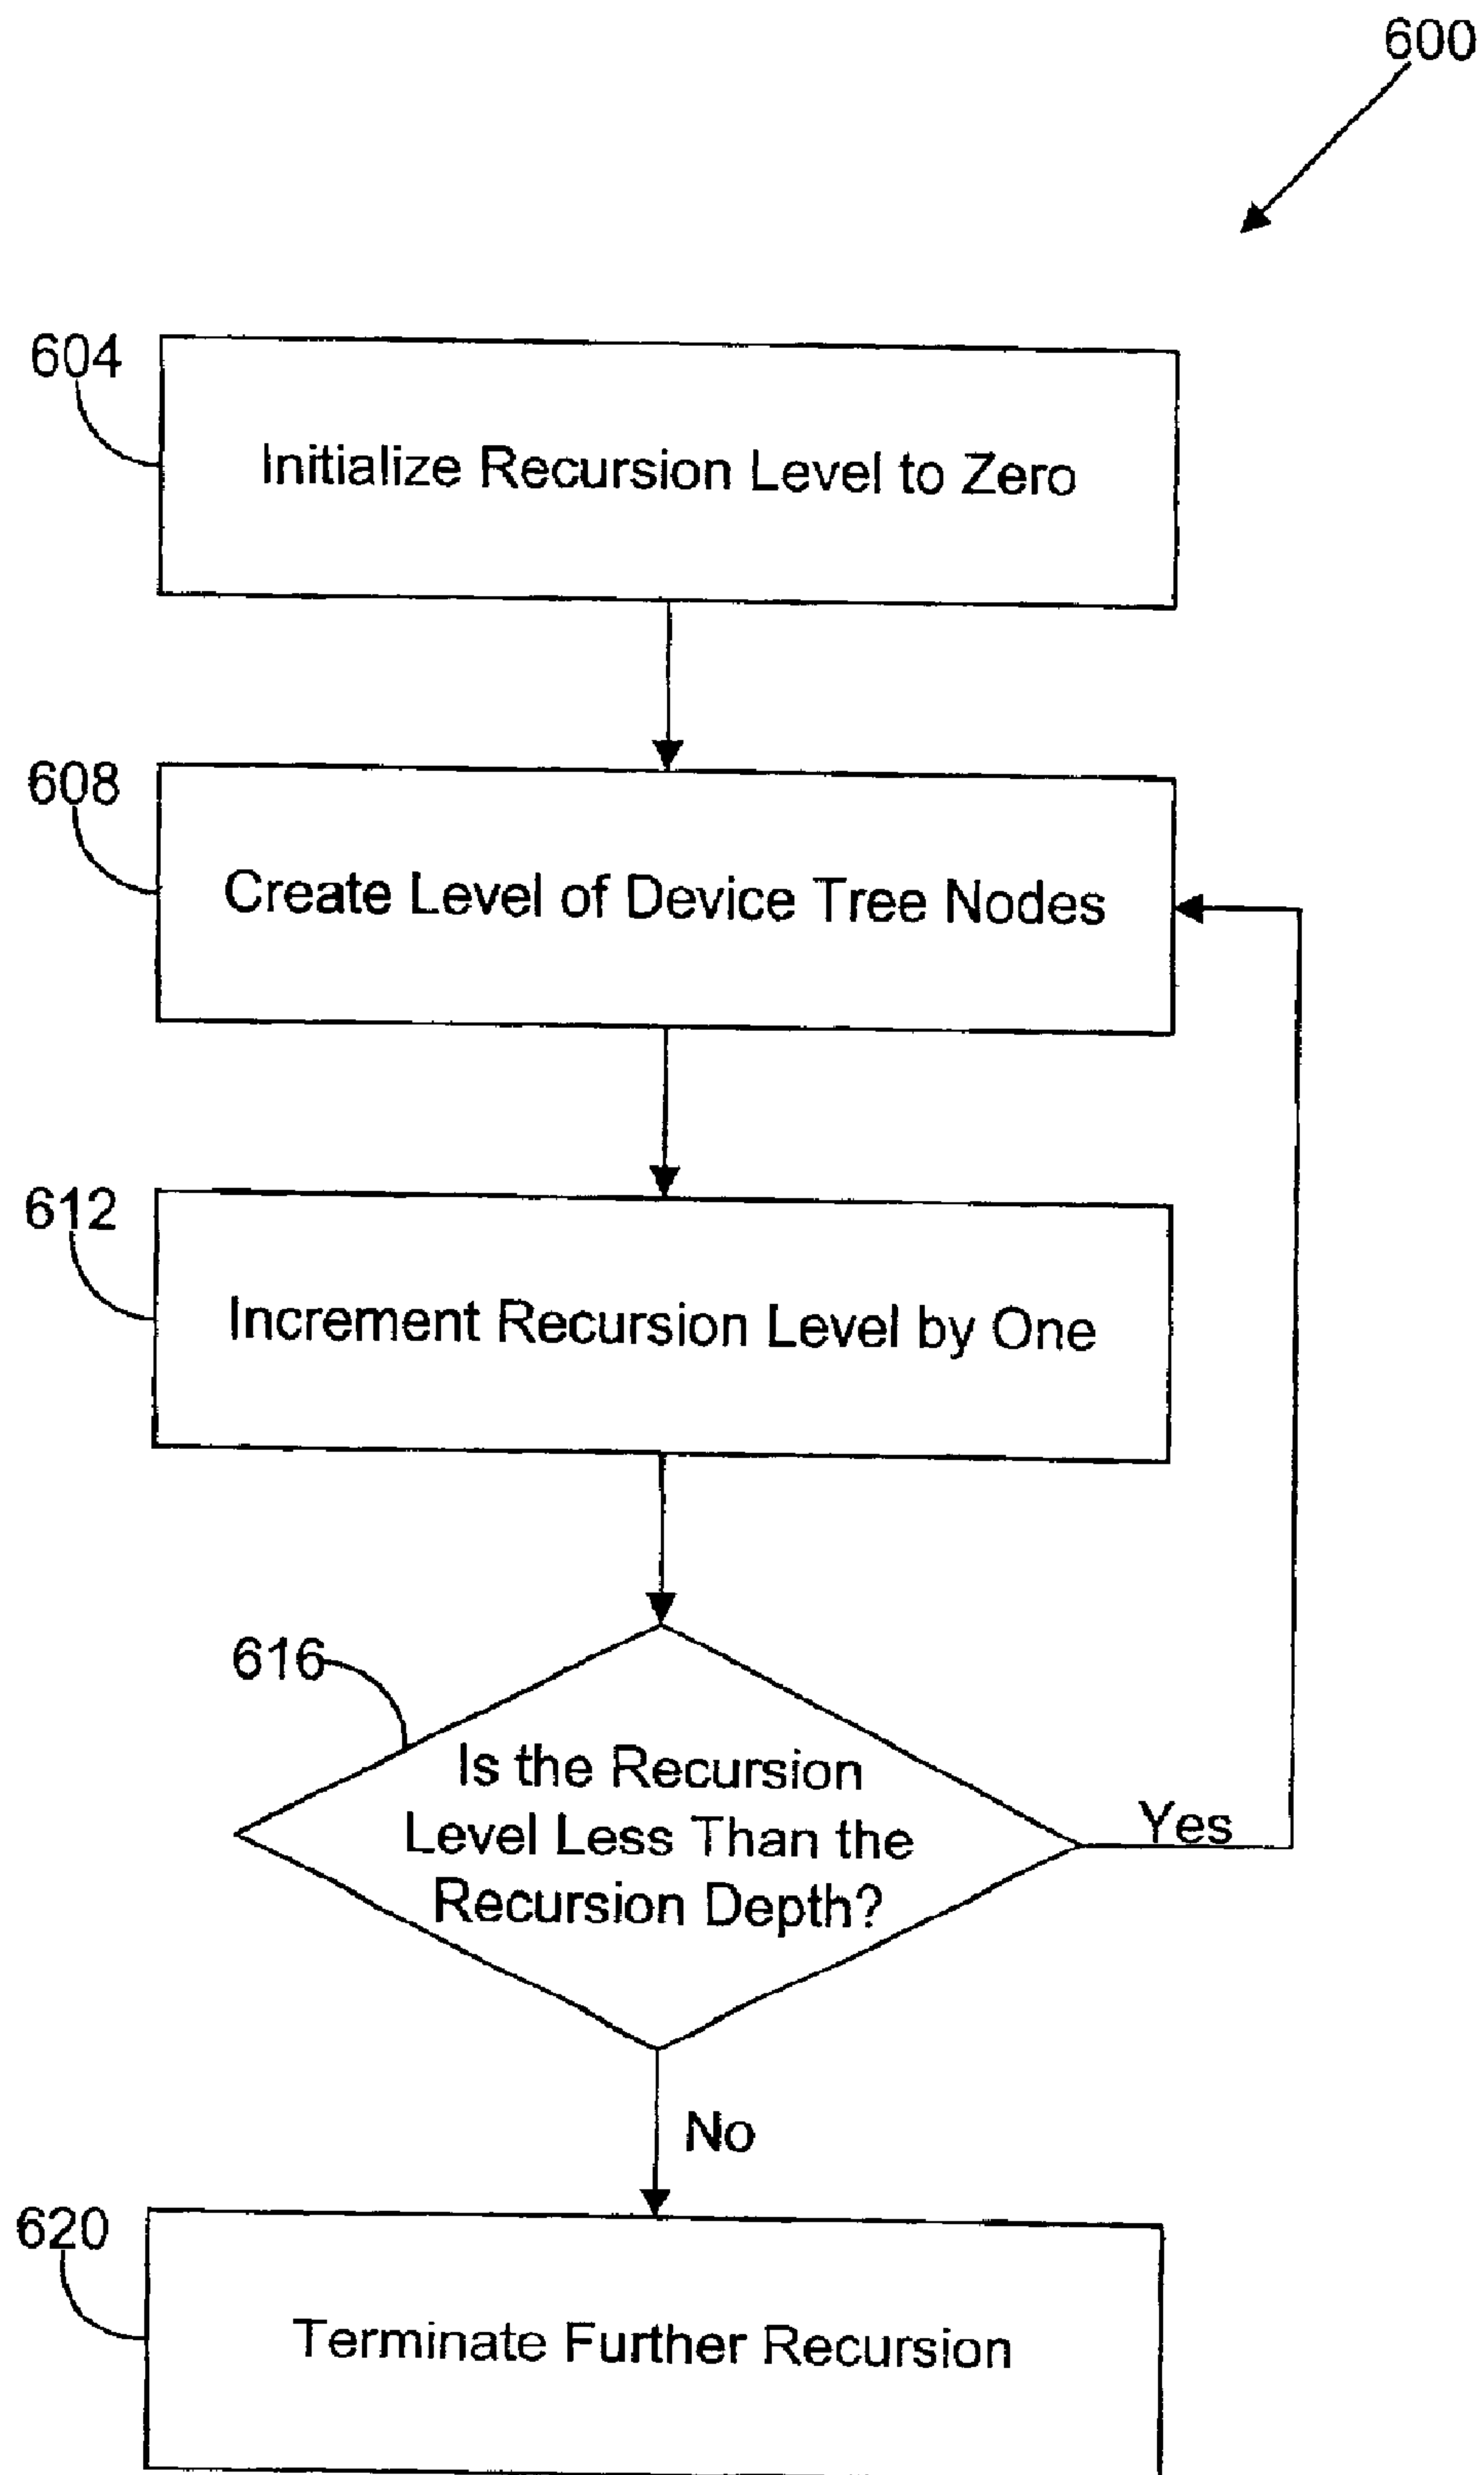 600
604
Initialize Recursion Level to Zero
608
Create Level of Device Tree Nodes
612
Increment Recursion Level by One
616
Is the Recursion
Level Less Than the
Recursion Depth?
Yes
No
620
Terminate Further Recursion